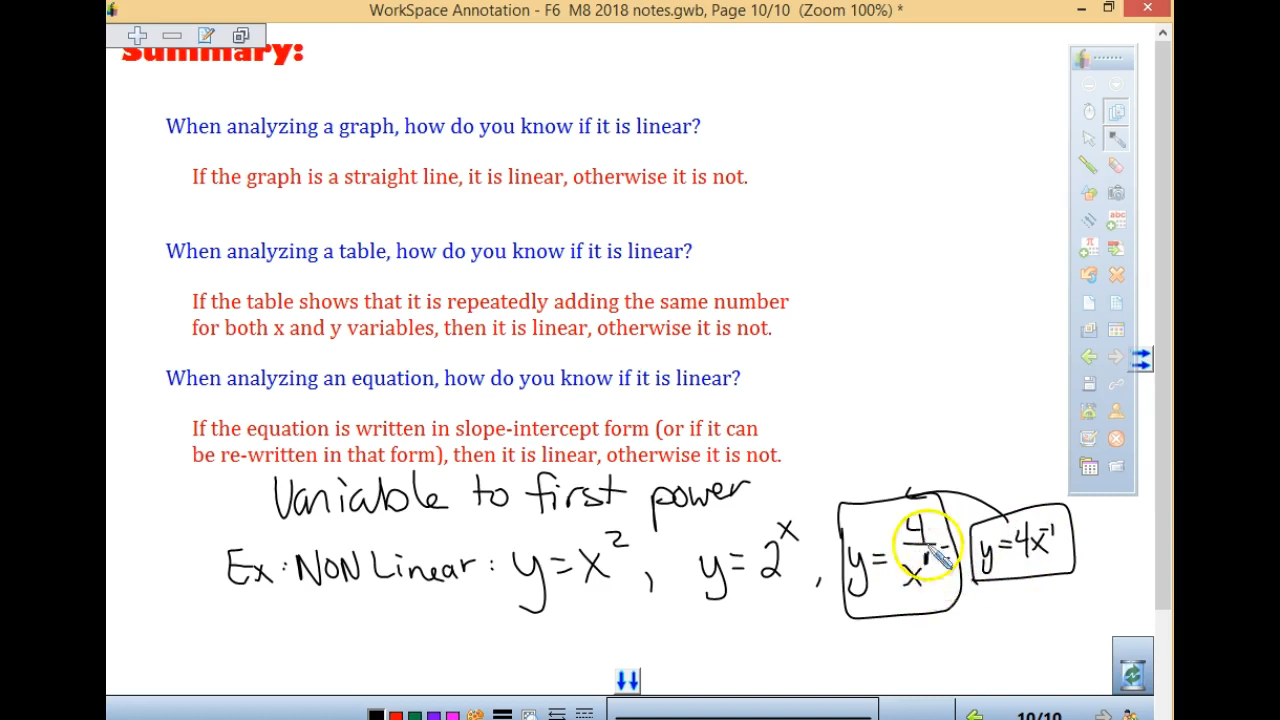 WorkSpace Annotation - F6 M8 2018 notes.gwb, Page 10/10 (Zoom 100%) *
Summary:
When analyzing a graph, how do you know if it is linear?
If the graph is a straight line, it is linear, otherwise it is not.
When analyzing a table, how do you know if it is linear?
If the table shows that it is repeatedly adding the same number
for both x and y variables, then it is linear, otherwise it is not.
When analyzing an equation, how do you know if it is linear?
If the equation is written in slope-intercept form (or if it can
be re-written in that form), then it is linear, otherwise it is not.
Variable to first power
Ex: NON Linear: y=x², y=2ˣ, y=4/x y=4x⁻¹
abc
π
10/10